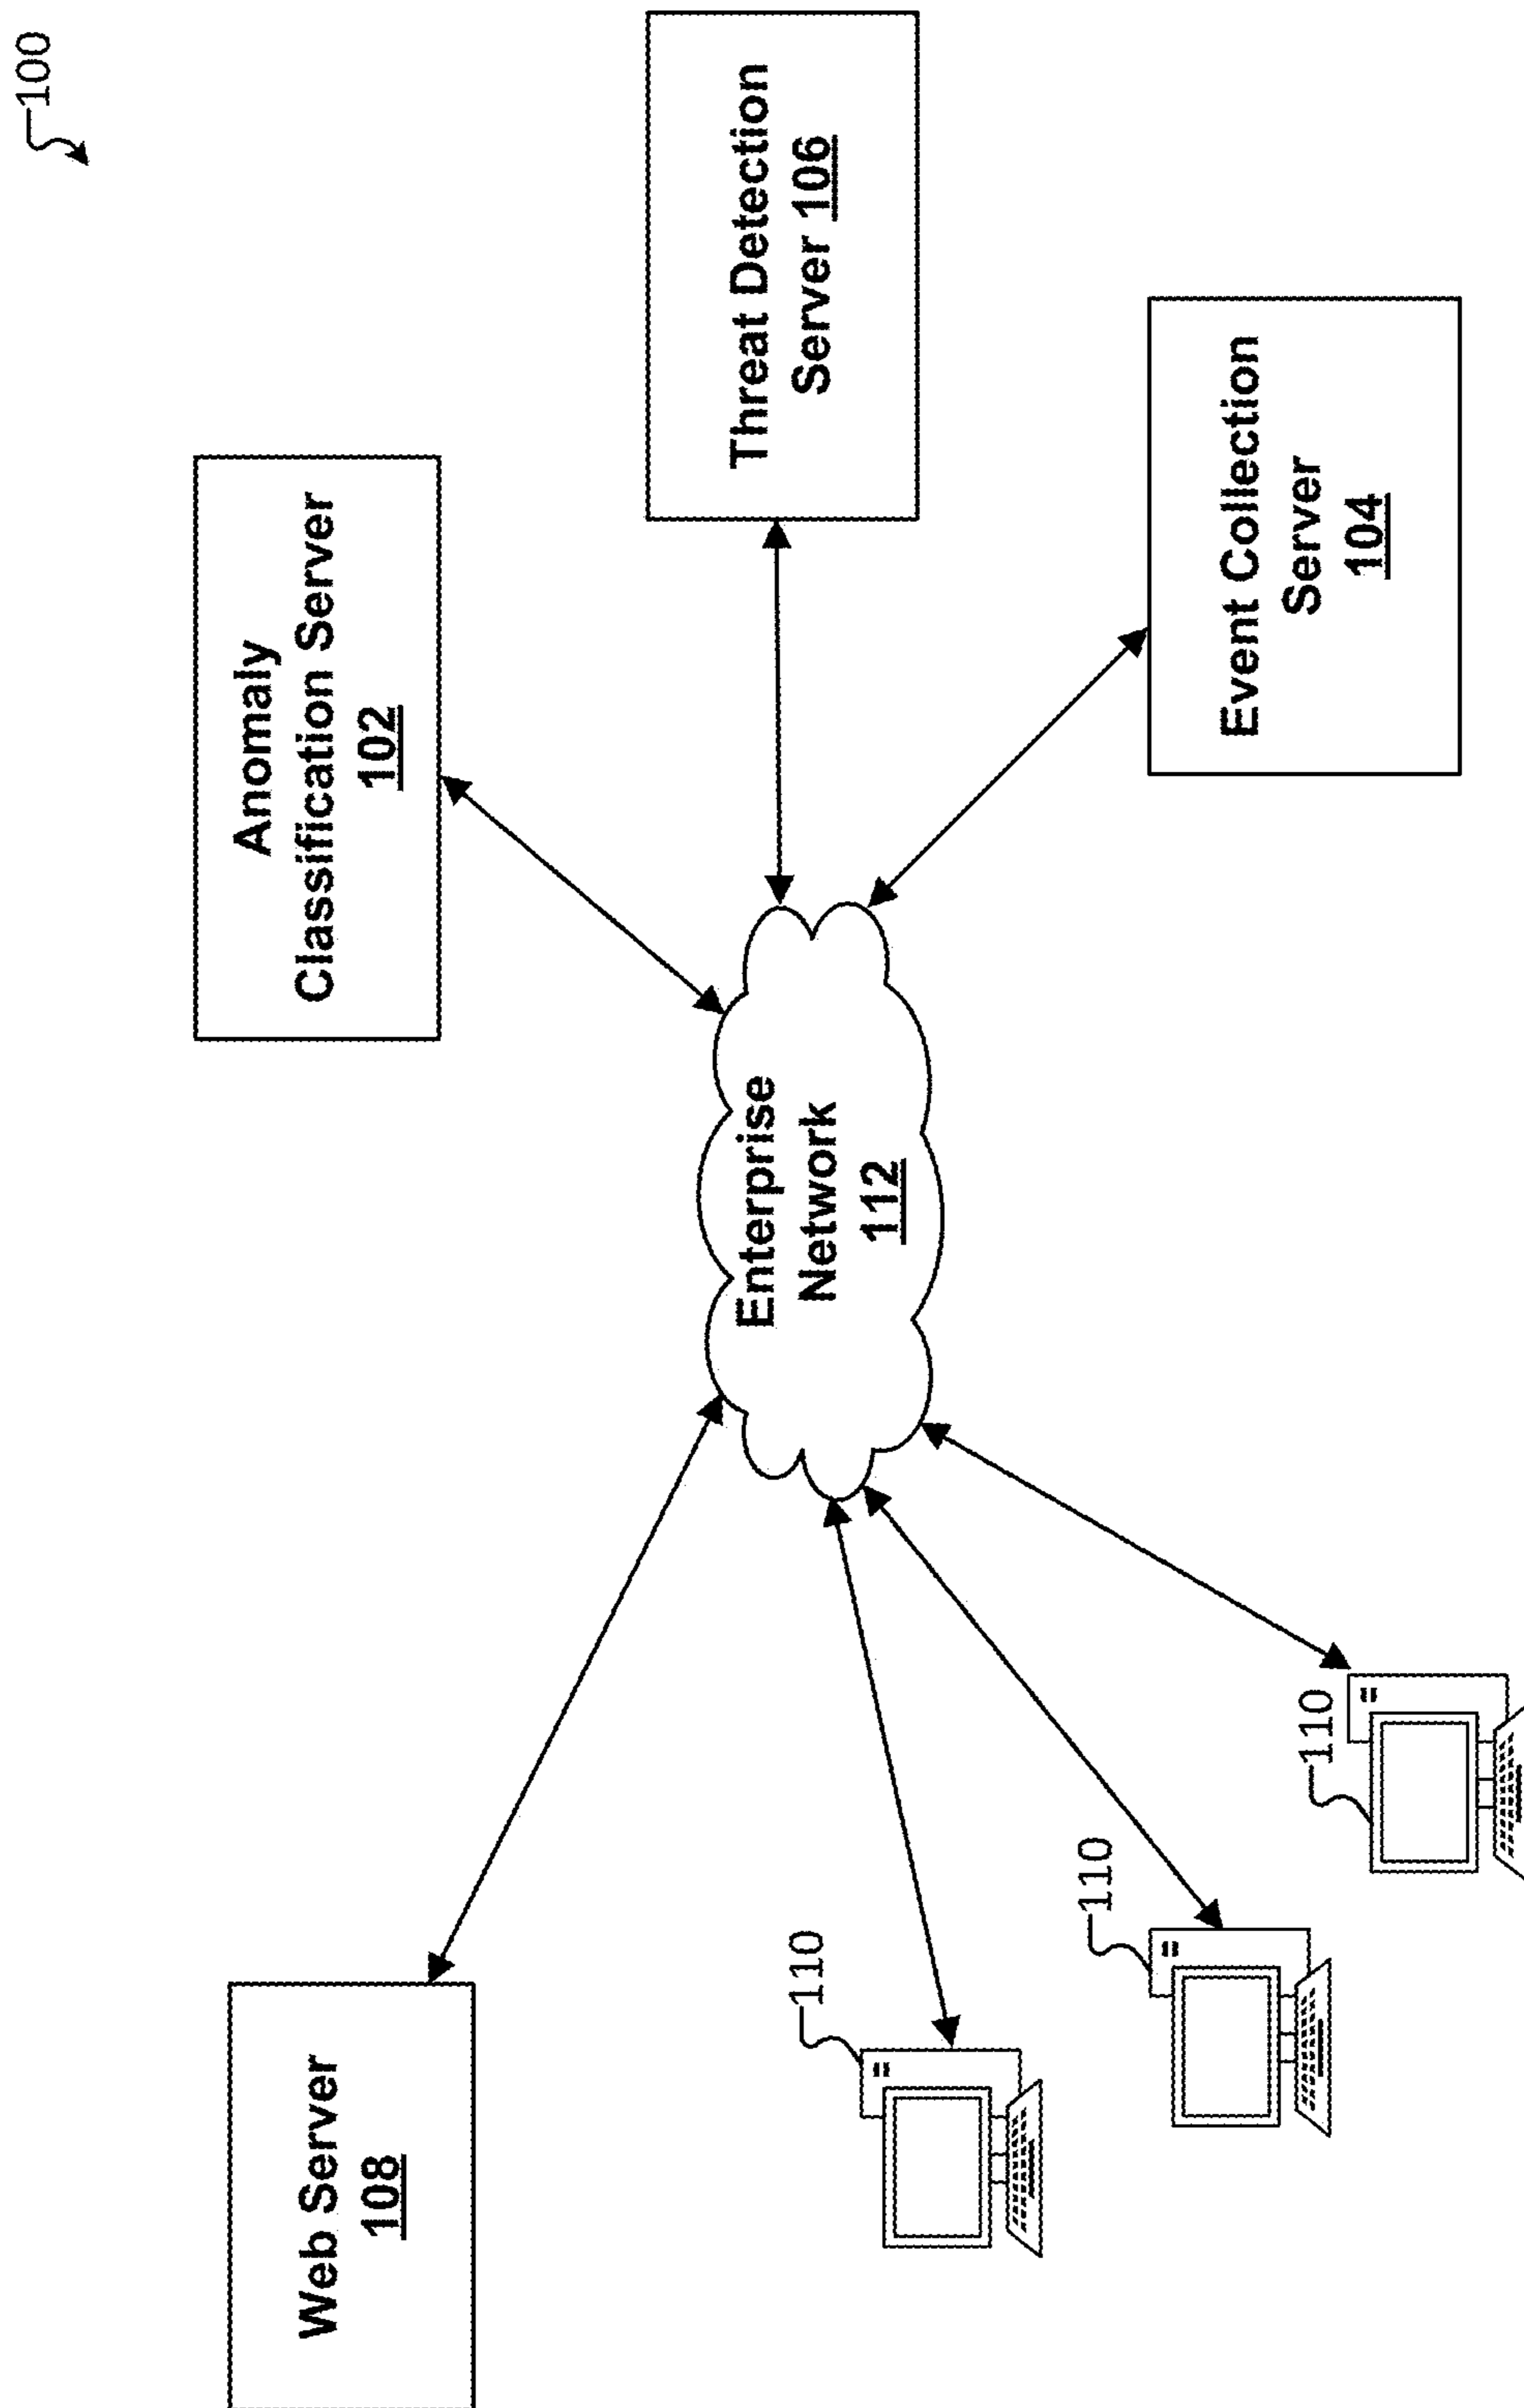 100
Anomaly
Classification Server
102
Web Server
108
Threat Detection
Server 106
Enterprise
Network
112
110
110
110
Event Collection
Server
104